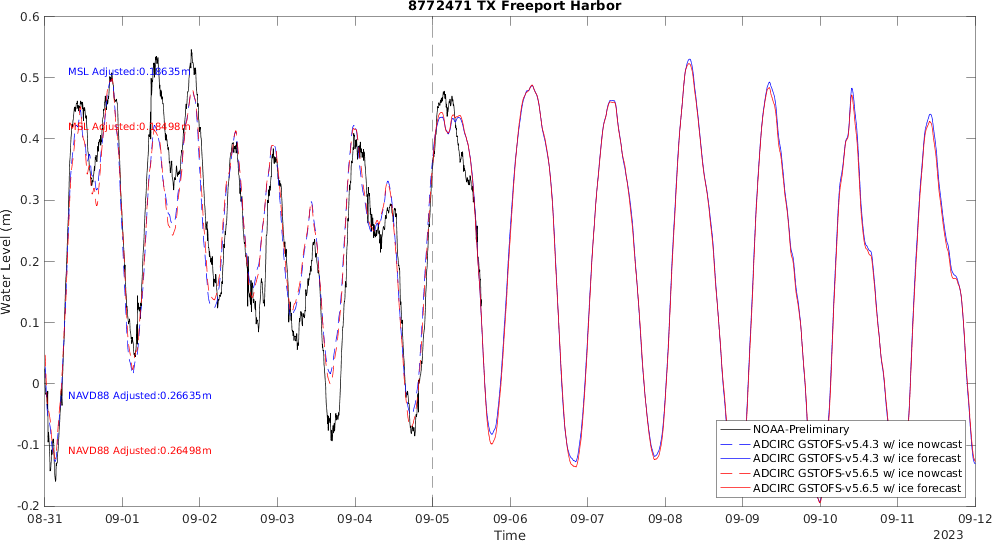 8772471 TX Freeport Harbor
0.6
0.5
0.4
0.3
0.2
0.1
0
-0.1
-0.2
Water Level (m)
MSL Adjusted:0.18635m
MSL Adjusted:0.18498m
NAVD88 Adjusted:0.26635m
NAVD88 Adjusted:0.26498m
NOAA-Preliminary
ADCIRC GSTOFS-v5.4.3 w/ ice nowcast
ADCIRC GSTOFS-v5.4.3 w/ ice forecast
ADCIRC GSTOFS-v5.6.5 w/ ice nowcast
ADCIRC GSTOFS-v5.6.5 w/ ice forecast
08-31 09-01 09-02 09-03 09-04 09-05 09-06 09-07 09-08 09-09 09-10 09-11 09-12
Time
2023